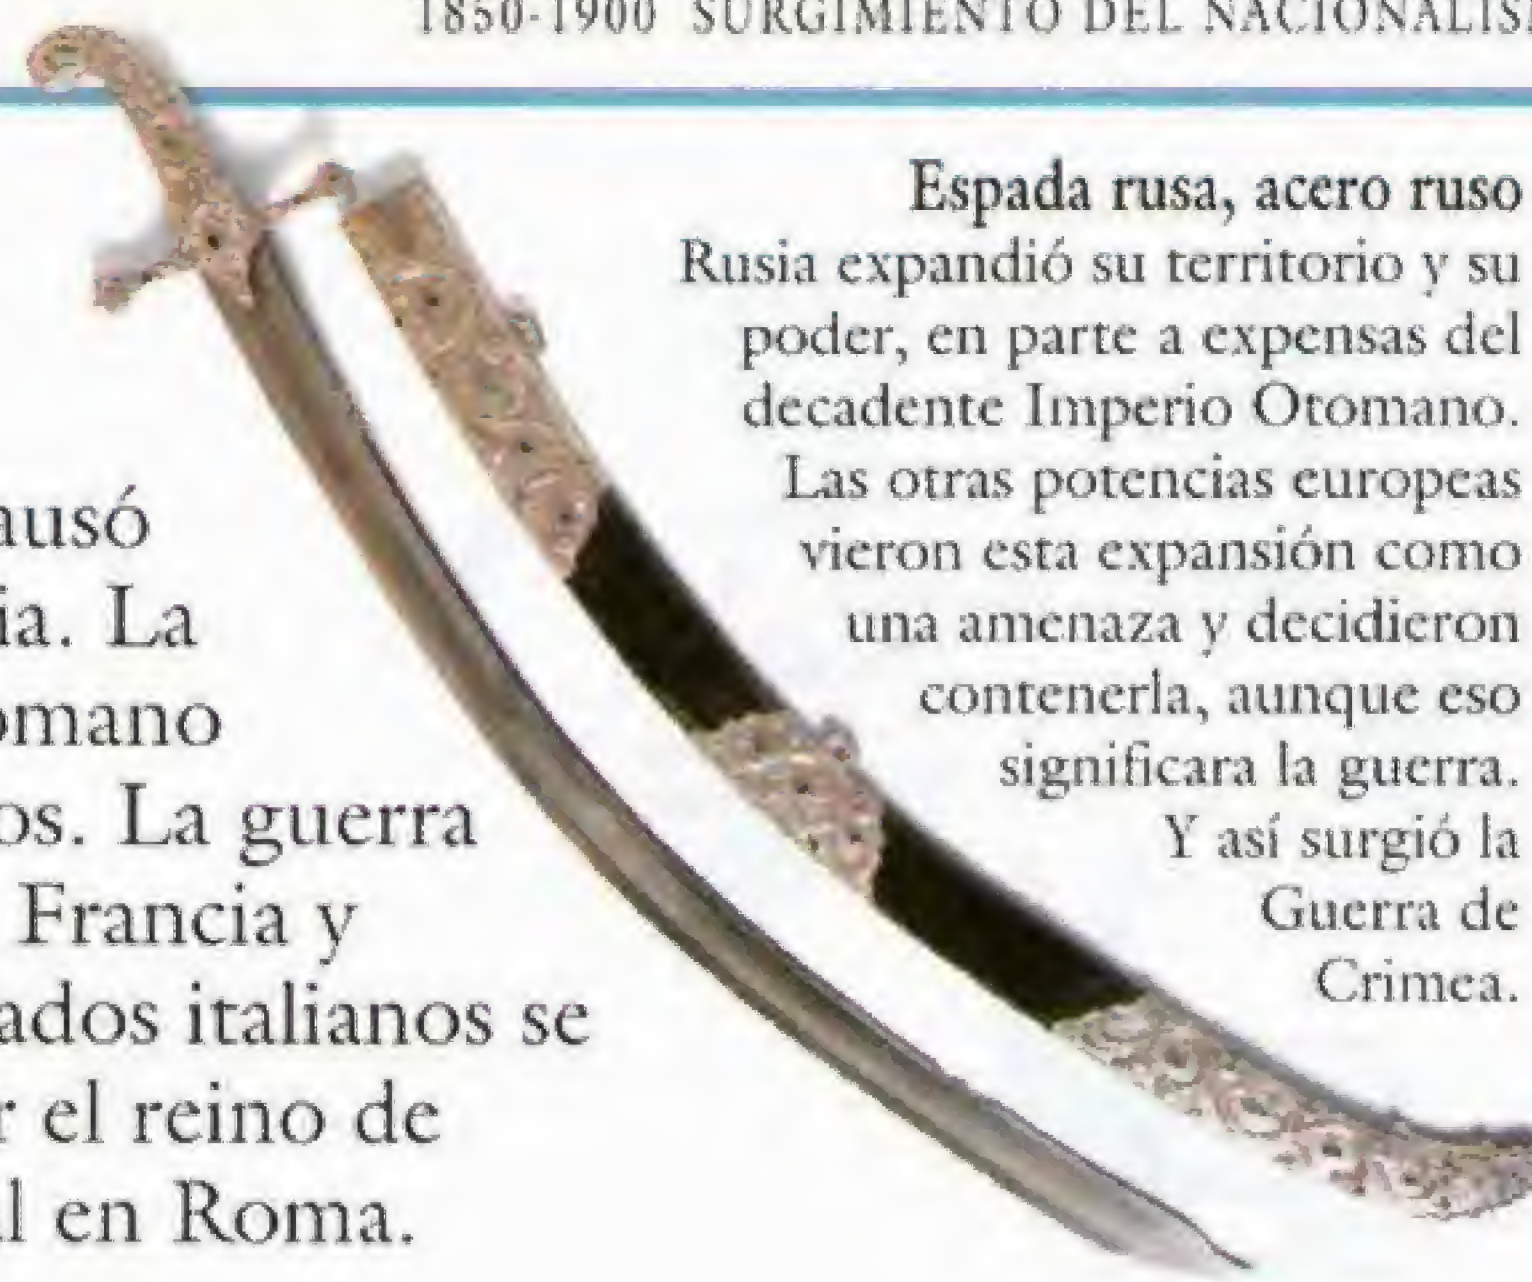 1850-1900 SURGIMIENTO DEL NACIONALIS
Espada rusa, acero ruso
Rusia expandió su territorio y su
poder, en parte a expensas del
decadente Imperio Otomano.
Las otras potencias europeas
vieron esta expansión como
una amenaza y decidieron
contenerla, aunque eso
significara la guerra.
Y así surgió la
Guerra de
Crimea.
ausó
ia. La
omano
os. La guerra
Francia y
ados italianos se
r el reino de
l en Roma.